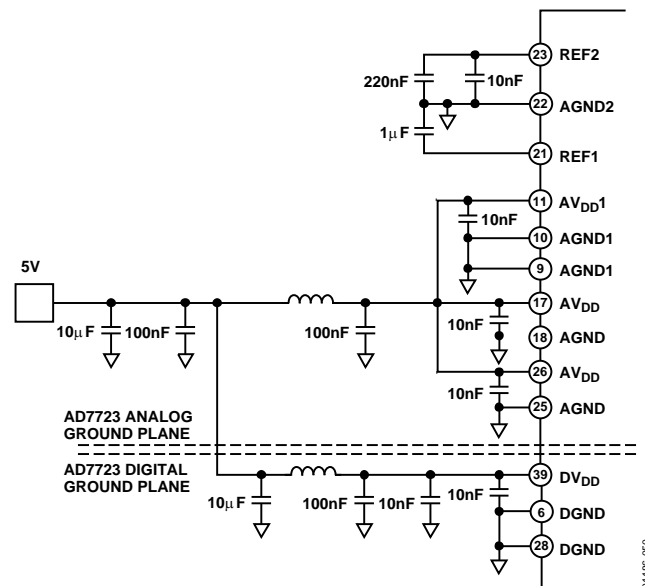 23 REF2
220nF 10nF
22 AGND2
1μF
21 REF1
11 AVDD1
10nF
10 AGND1
5V
9 AGND1
17 AVDD
10μF 100nF 100nF 10nF
18 AGND
26 AVDD
10nF
25 AGND
AD7723 ANALOG
GROUND PLANE
AD7723 DIGITAL
GROUND PLANE
39 DVDD
10μF 100nF 10nF 10nF
6 DGND
28 DGND